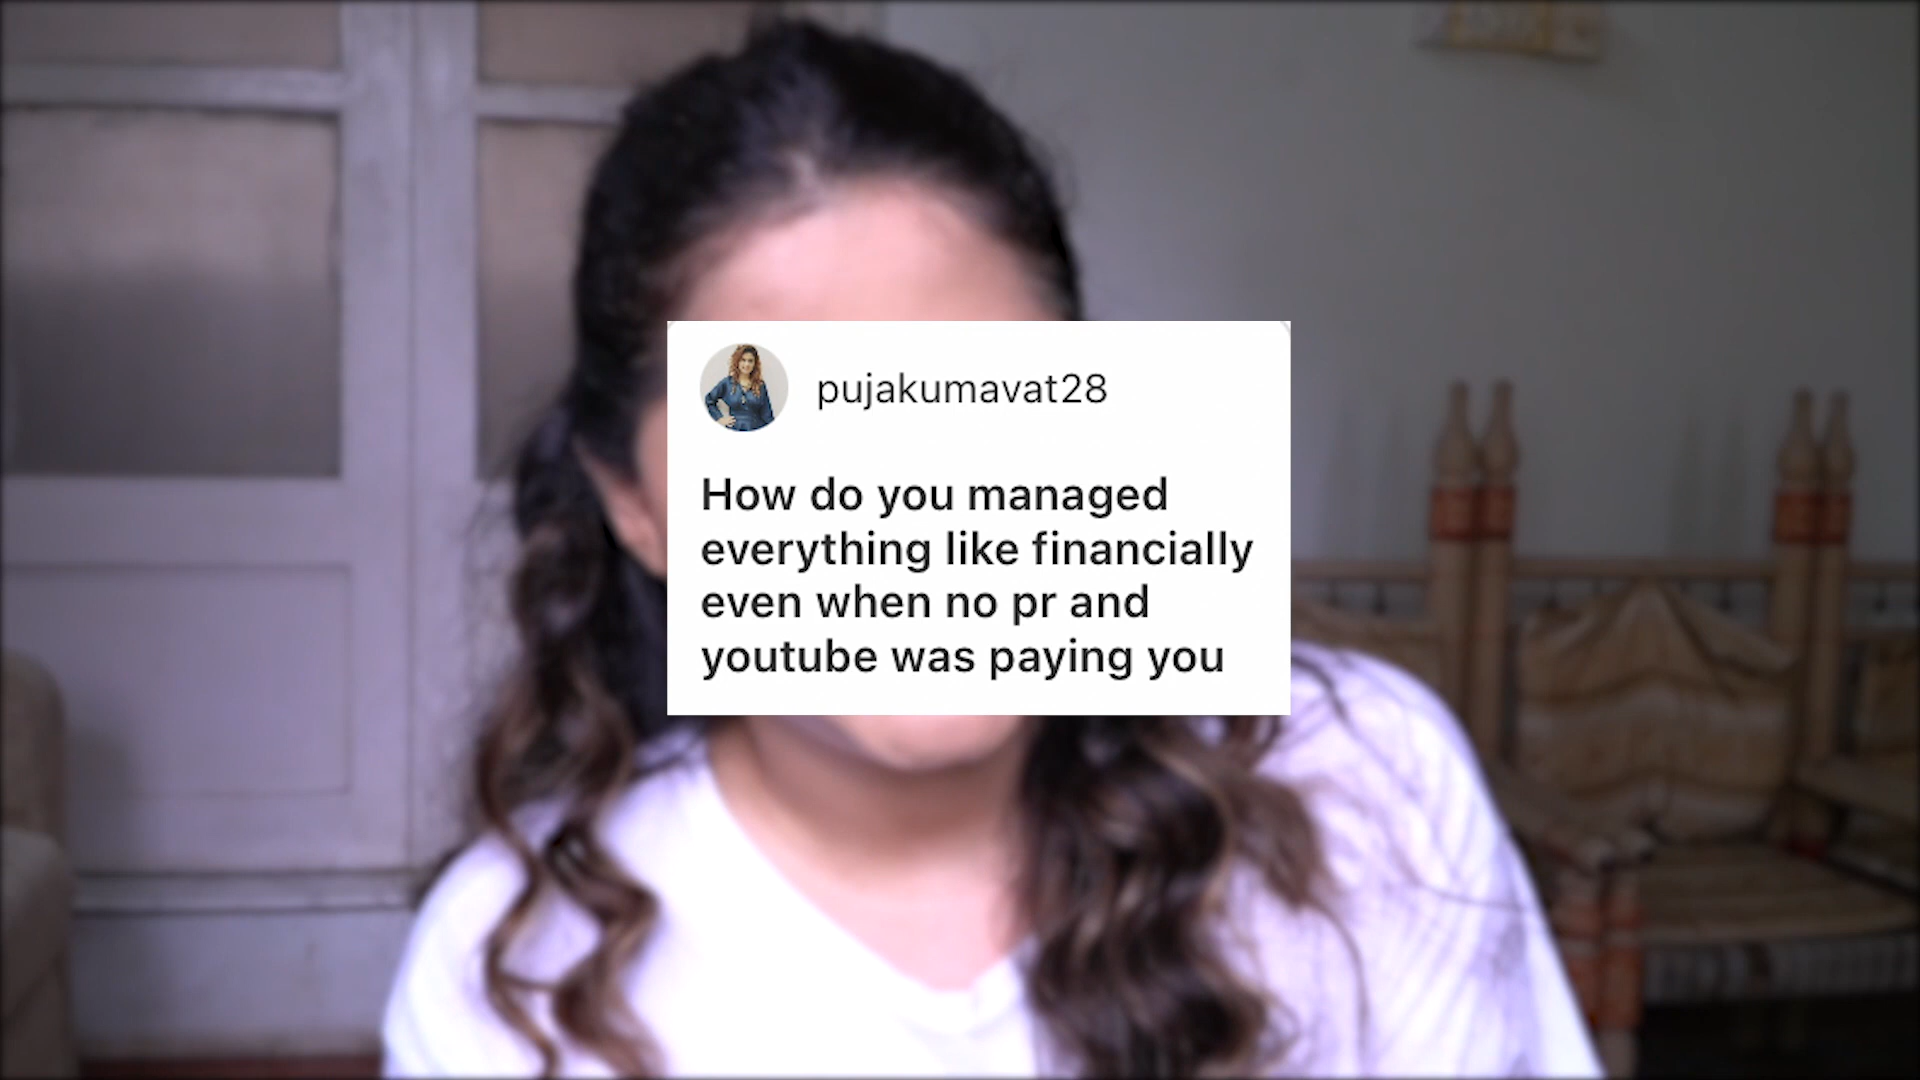 pujakumavat28
How do you managed
everything like financially
even when no pr and
youtube was paying you